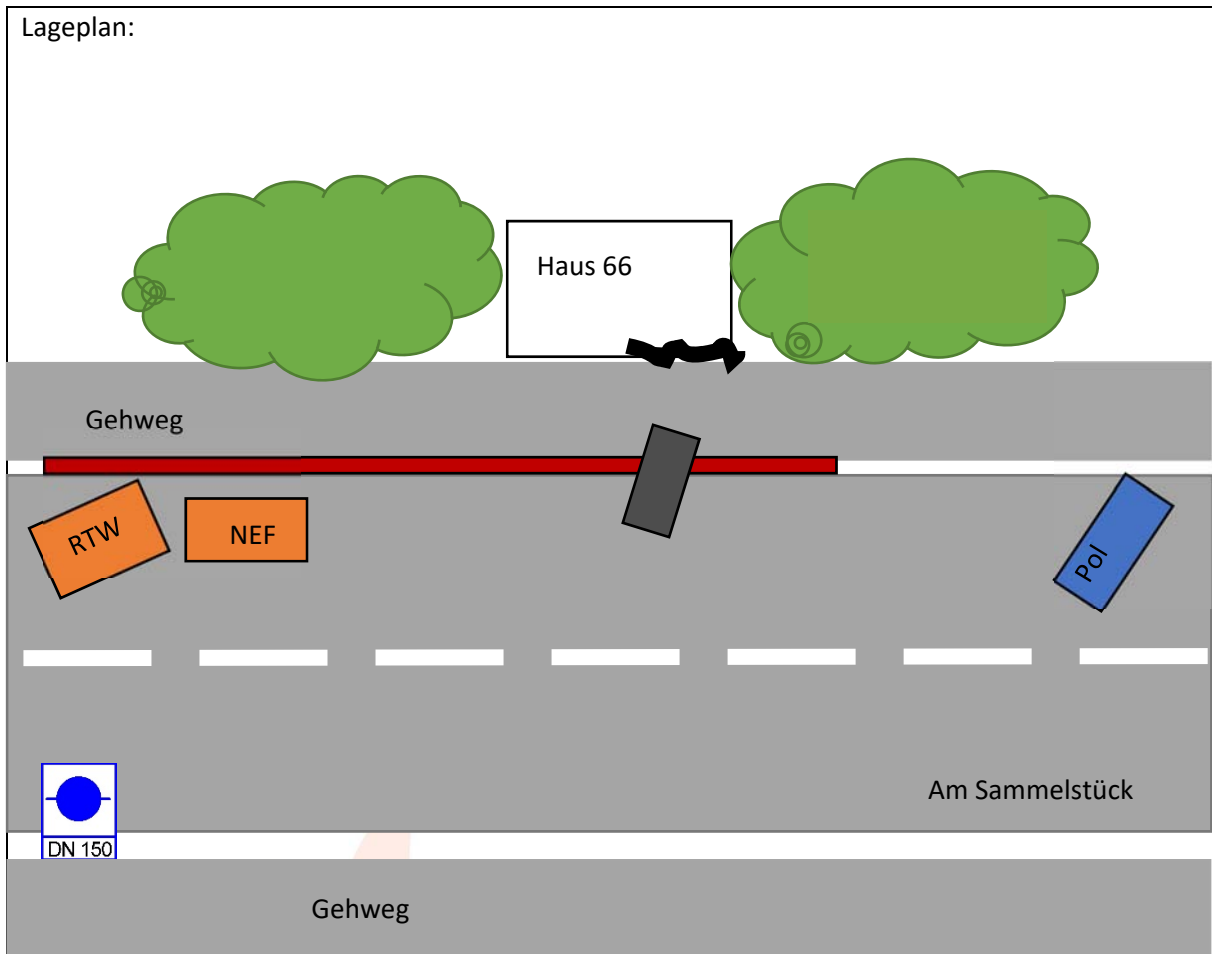 Lageplan:
Haus 66
Gehweg
RTW
NEF
Pol
Am Sammelstück
DN 150
Gehweg